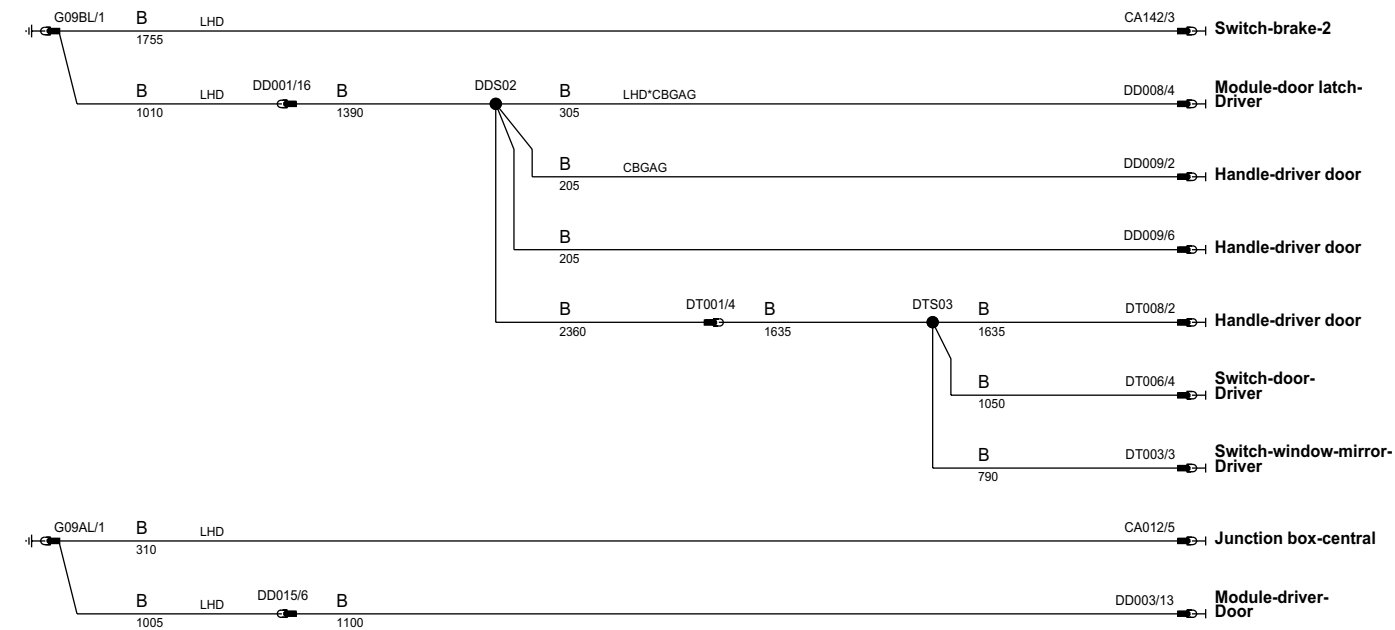 G09BL/1 B LHD CA142/3 Switch-brake-2
1755
B LHD DD001/16 B DDS02 B LHD*CBGAG DD008/4 Module-door latch-
Driver
1010 1390 305
B CBGAG DD009/2 Handle-driver door
205
B DD009/6 Handle-driver door
205
B DT001/4 B DTS03 B DT008/2 Handle-driver door
2360 1635 1635
B DT006/4 Switch-door-
Driver
1050
B DT003/3 Switch-window-mirror-
Driver
790
G09AL/1 B LHD CA012/5 Junction box-central
310
B LHD DD015/6 B DD003/13 Module-driver-
Door
1005 1100